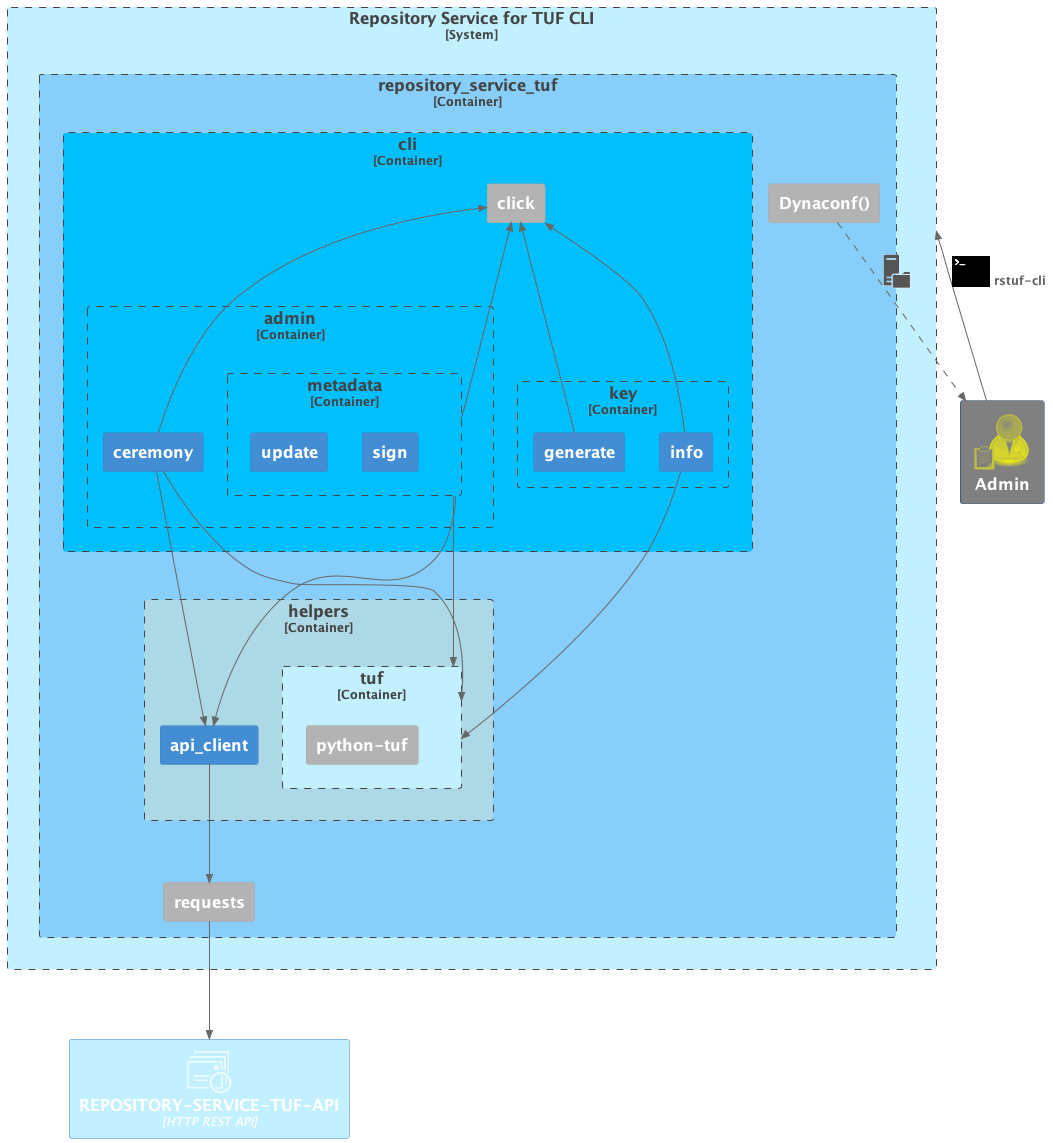 Repository Service for TUF CLI
[System]
repository_service_tuf
[Container]
cli
[Container]
click
Dynaconf()
>_
rstuf-cli
admin
[Container]
metadata
[Container]
key
[Container]
ceremony
update
sign
generate
info
Admin
helpers
[Container]
tuf
[Container]
api_client
python-tuf
requests
REPOSITORY-SERVICE-TUF-API
[HTTP REST API]